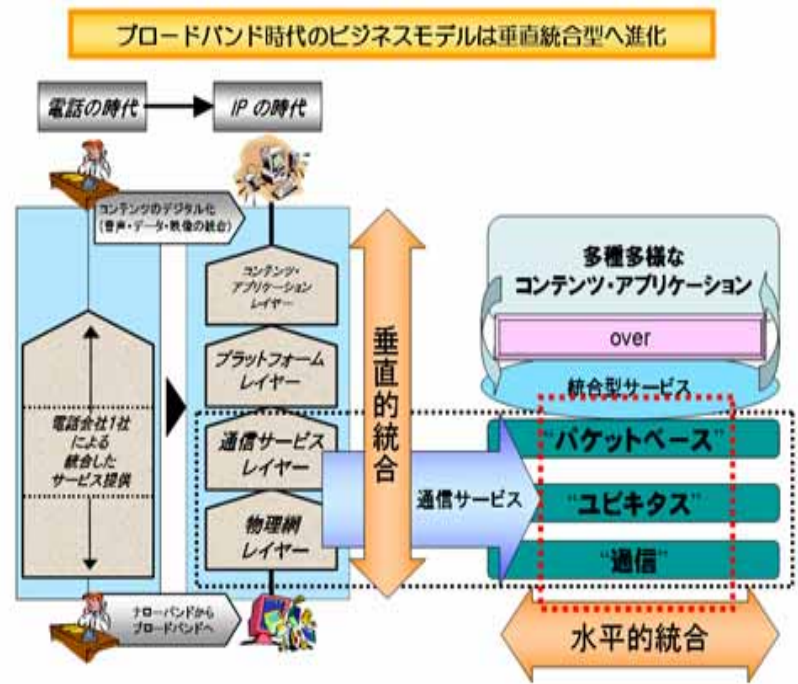 ブロードバンド時代のビジネスモデルは垂直統合型へ進化
電話の時代
IP の時代
コンテンツのデジタル化
(音声・データ・映像の統合)
コンテンツ・
アプリケーション
レイヤー
プラットフォーム
レイヤー
通信サービス
レイヤー
物理網
レイヤー
電話会社1社
による
統合した
サービス提供
ナローバンドから
ブロードバンドへ
垂直的統合
通信サービス
多種多様な
コンテンツ・アプリケーション
over
統合型サービス
“パケットベース”
“ユビキタス”
“通信”
水平的統合